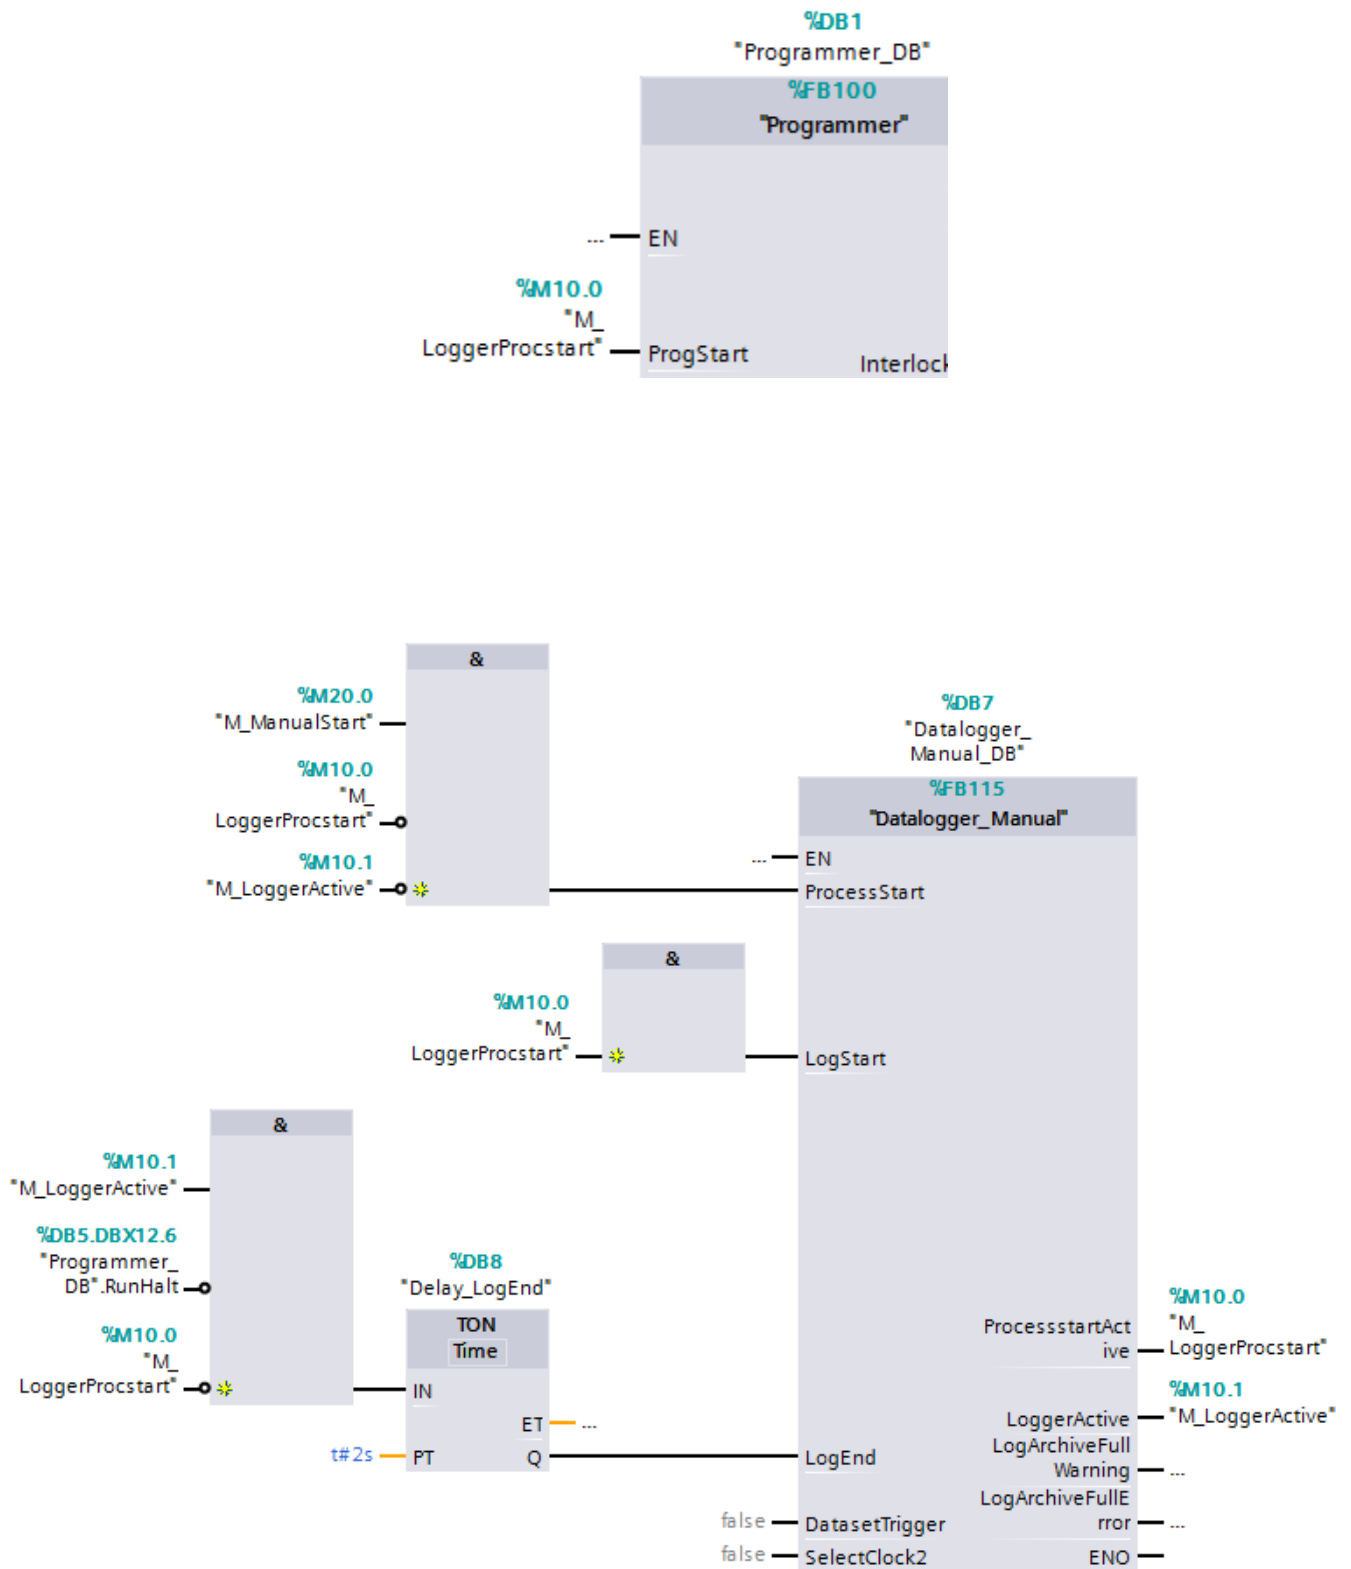 %DB1
"Programmer_DB"
%FB100
"Programmer"
... EN
%M10.0
"M_
LoggerProcstart"
ProgStart
Interlock
&
%M20.0
"M_ManualStart"
%M10.0
"M_
LoggerProcstart"
%M10.1
"M_LoggerActive"
%DB7
"Datalogger_
Manual_DB"
%FB115
"Datalogger_Manual"
... EN
ProcessStart
&
%M10.0
"M_
LoggerProcstart"
LogStart
&
%M10.1
"M_LoggerActive"
%DB5.DBX12.6
"Programmer_
DB".RunHalt
%M10.0
"M_
LoggerProcstart"
%DB8
"Delay_LogEnd"
TON
Time
IN
ET ...
t#2s PT Q
LogEnd
false DatasetTrigger
false SelectClock2
ProcessstartAct
ive
%M10.0
"M_
LoggerProcstart"
LoggerActive
%M10.1
"M_LoggerActive"
LogArchiveFull
Warning ...
LogArchiveFullE
rror ...
ENO